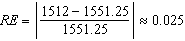 RE = | (1512 − 1551.25) / 1551.25 | ≈ 0.025